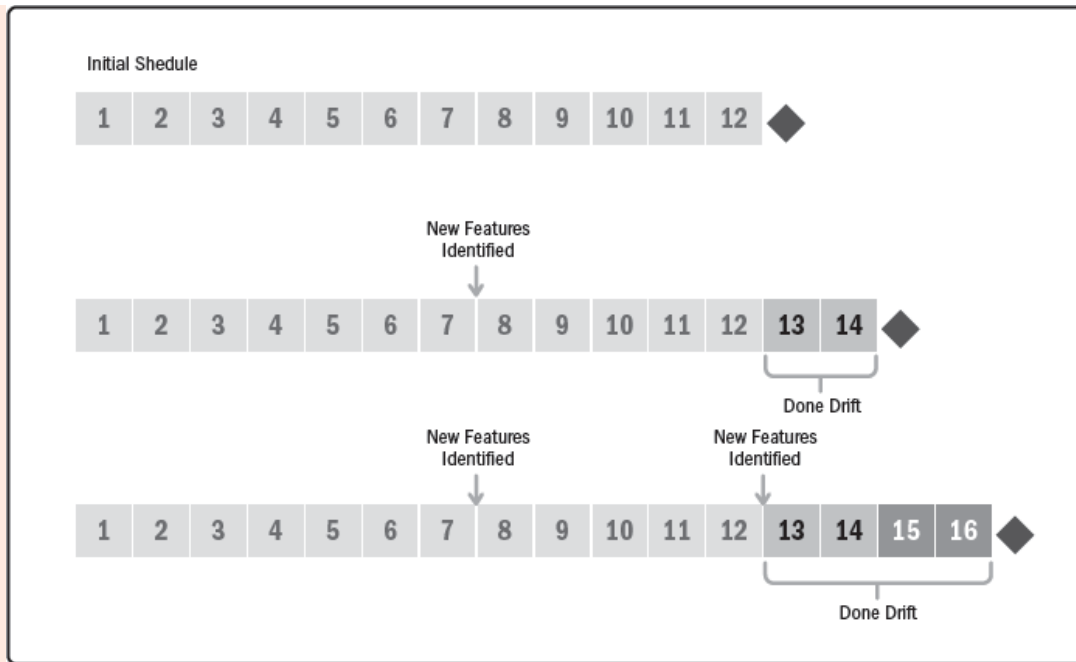 Initial Shedule
1 2 3 4 5 6 7 8 9 10 11 12
New Features
Identified
1 2 3 4 5 6 7 8 9 10 11 12 13 14
Done Drift
New Features
Identified
New Features
Identified
1 2 3 4 5 6 7 8 9 10 11 12 13 14 15 16
Done Drift